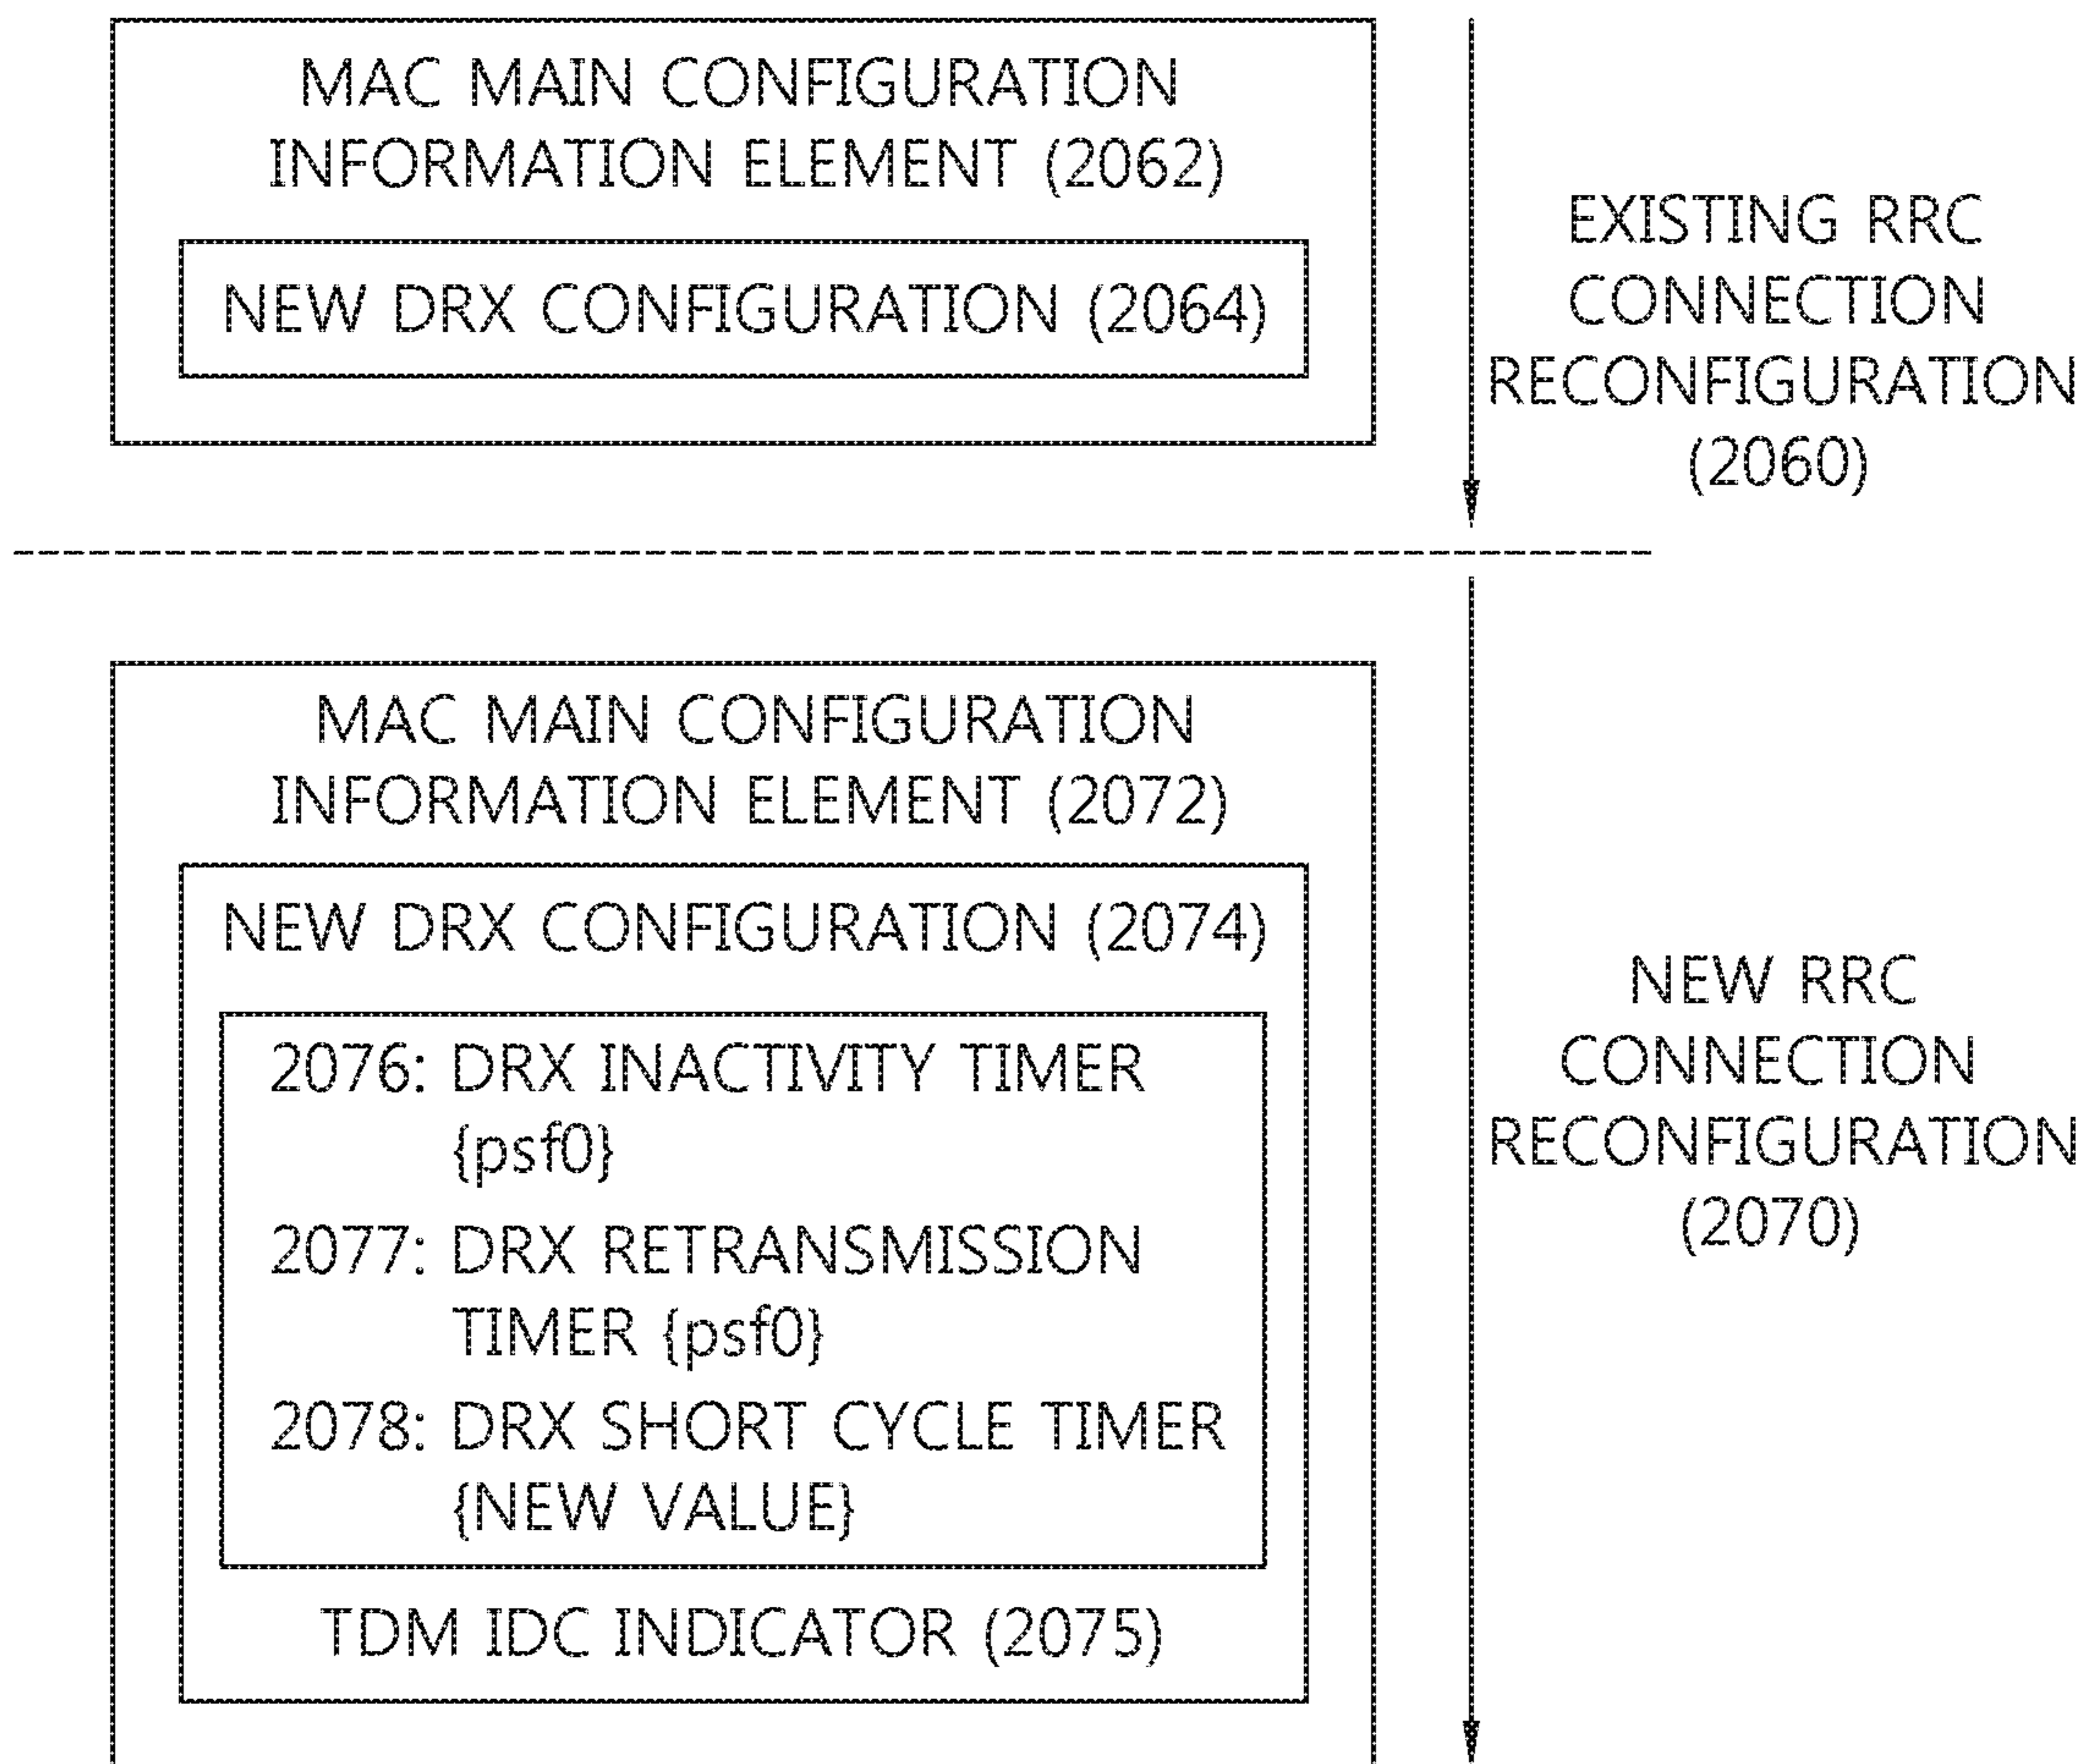 MAC MAIN CONFIGURATION
INFORMATION ELEMENT (2062)
NEW DRX CONFIGURATION (2064)
EXISTING RRC
CONNECTION
RECONFIGURATION
(2060)
MAC MAIN CONFIGURATION
INFORMATION ELEMENT (2072)
NEW DRX CONFIGURATION (2074)
2076: DRX INACTIVITY TIMER
{psf0}
2077: DRX RETRANSMISSION
TIMER {psf0}
2078: DRX SHORT CYCLE TIMER
{NEW VALUE}
TDM IDC INDICATOR (2075)
NEW RRC
CONNECTION
RECONFIGURATION
(2070)